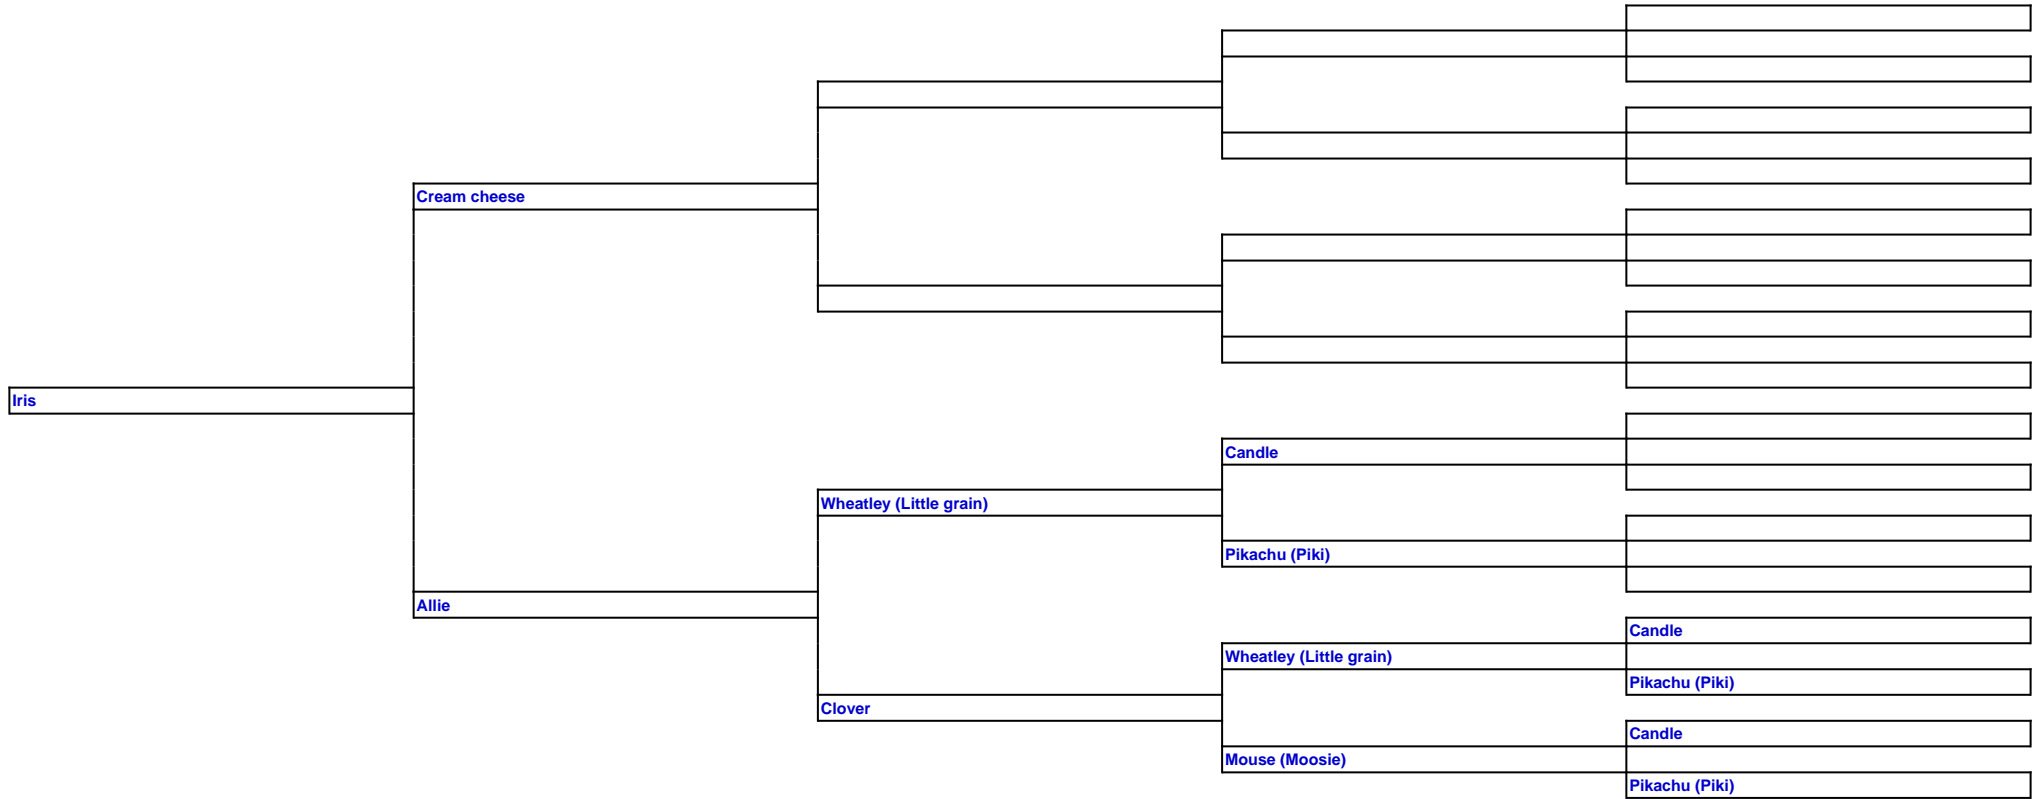 Cream cheese
Iris
Candle
Wheatley (Little grain)
Pikachu (Piki)
Allie
Candle
Wheatley (Little grain)
Pikachu (Piki)
Clover
Candle
Mouse (Moosie)
Pikachu (Piki)